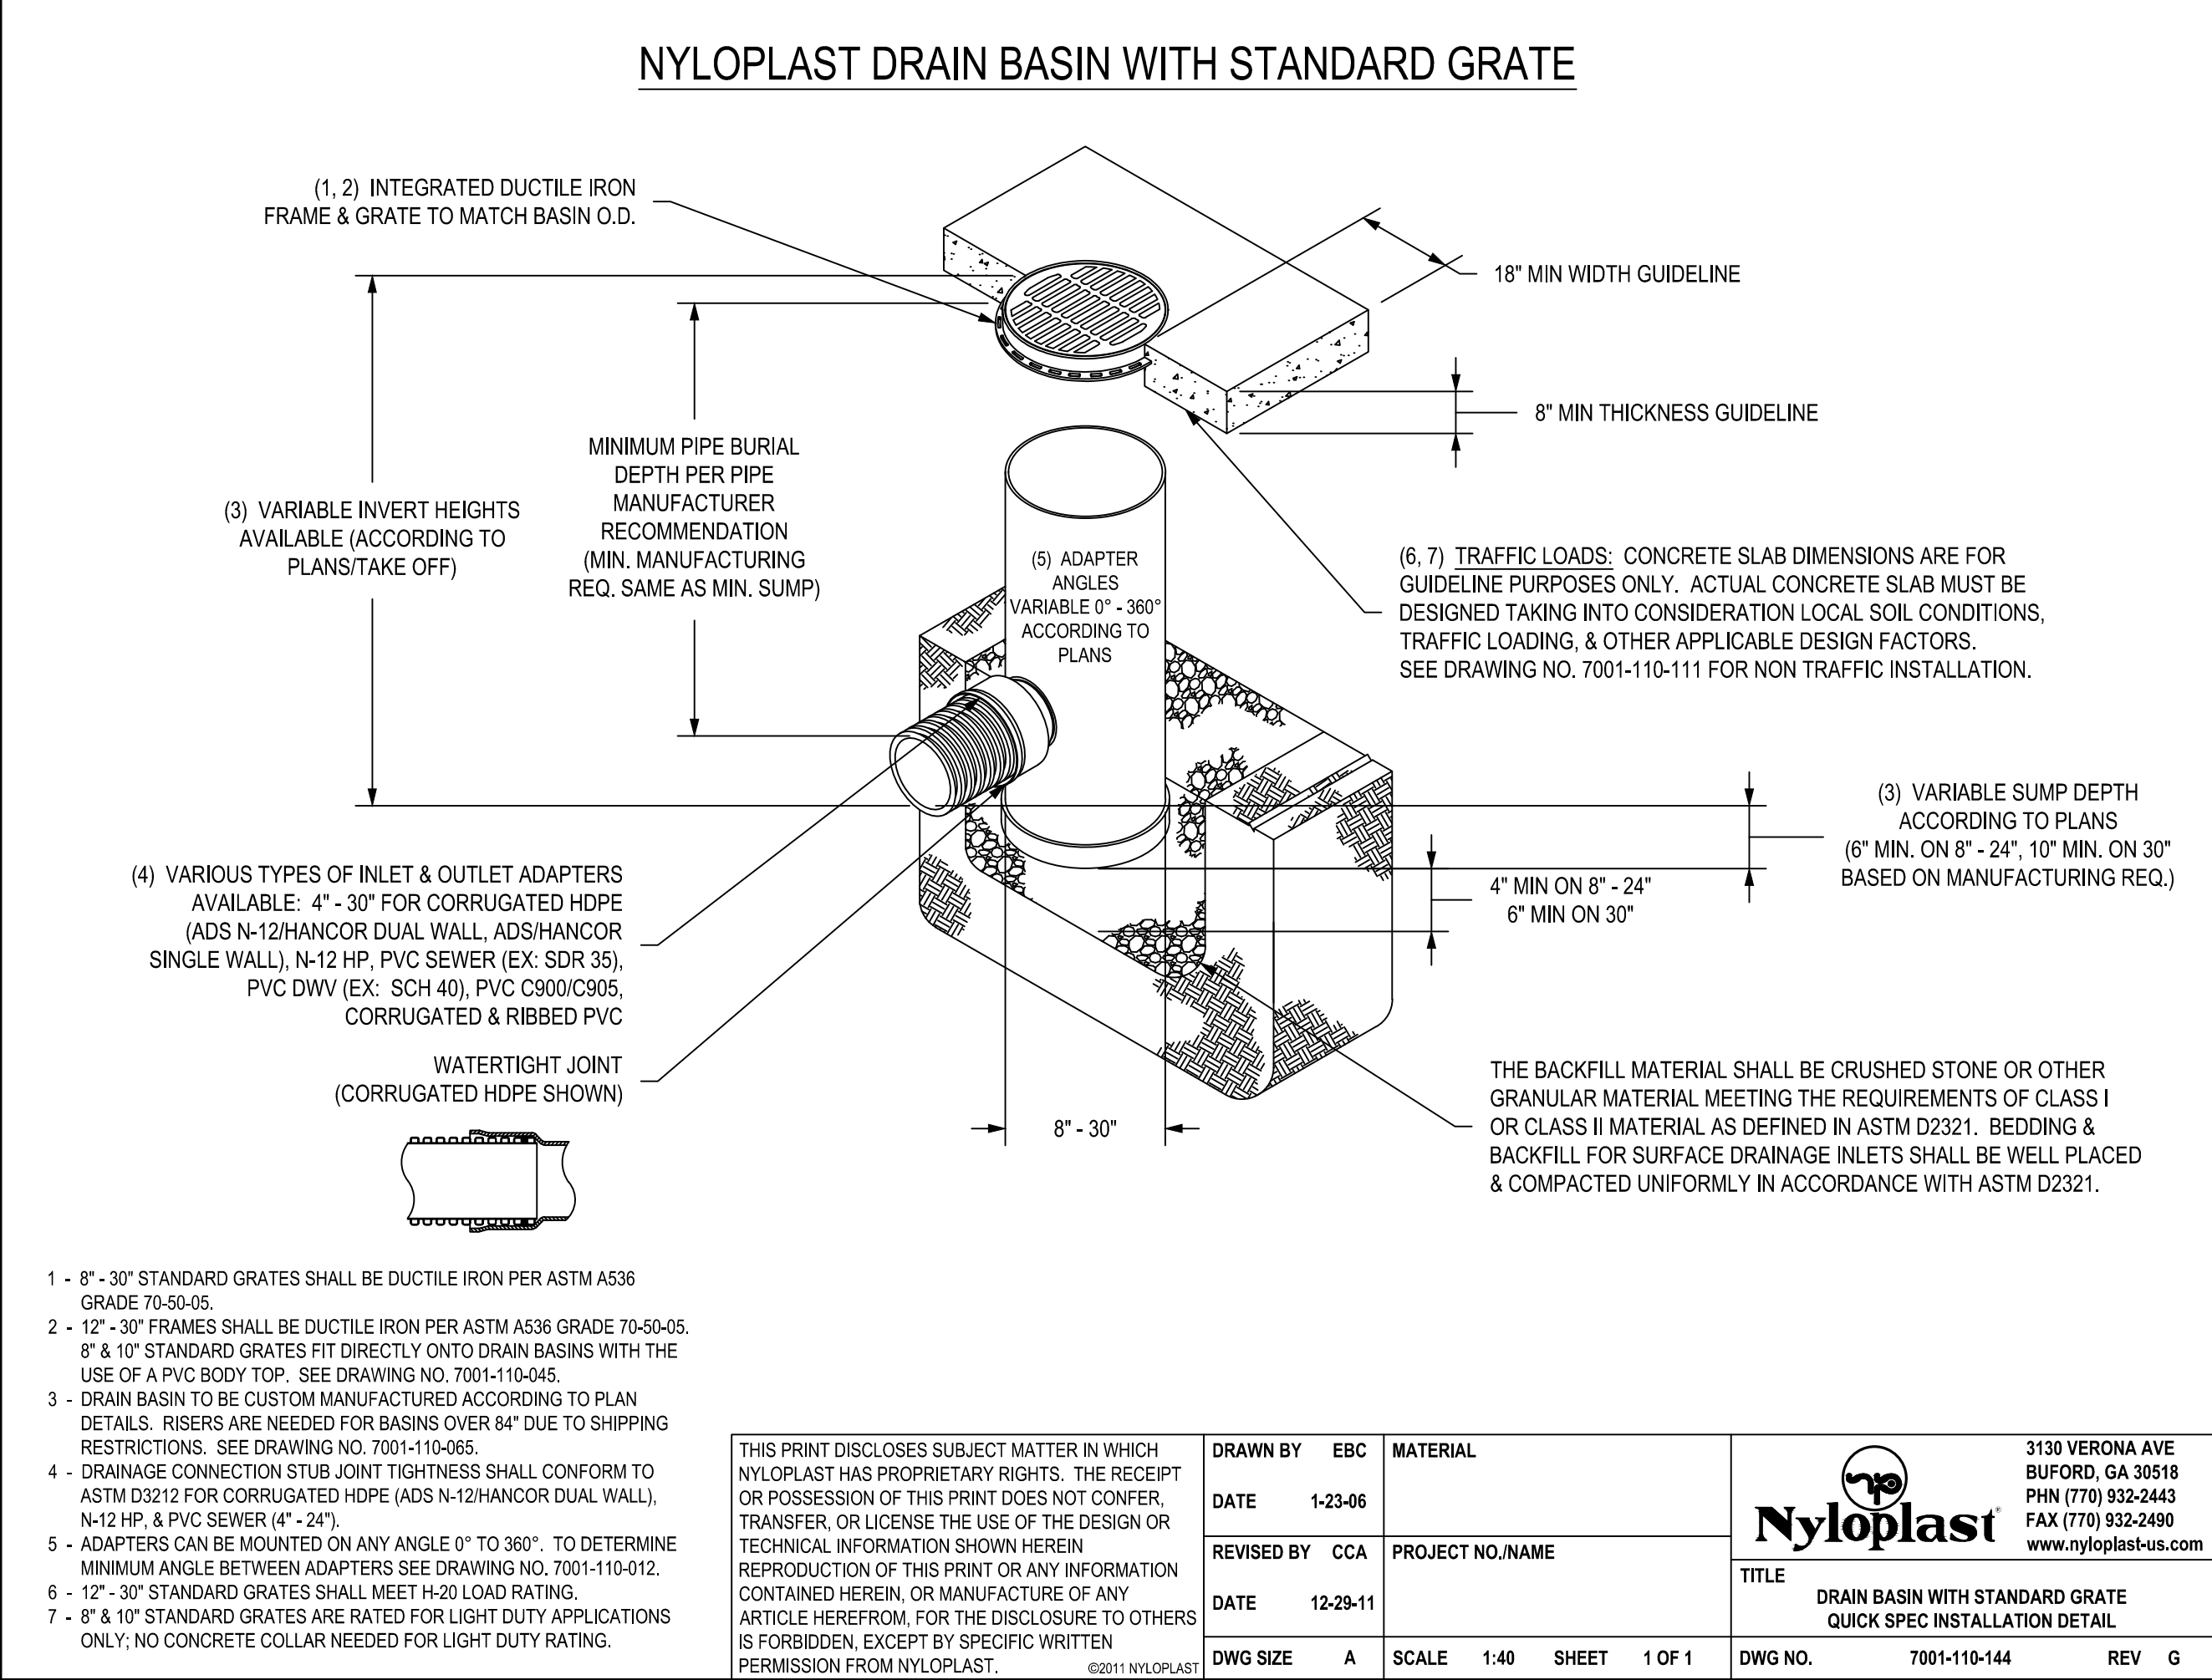 NYLOPLAST DRAIN BASIN WITH STANDARD GRATE
(1, 2) INTEGRATED DUCTILE IRON
FRAME & GRATE TO MATCH BASIN O.D.
18" MIN WIDTH GUIDELINE
8" MIN THICKNESS GUIDELINE
MINIMUM PIPE BURIAL
DEPTH PER PIPE
MANUFACTURER
RECOMMENDATION
(MIN. MANUFACTURING
REQ. SAME AS MIN. SUMP)
(3) VARIABLE INVERT HEIGHTS
AVAILABLE (ACCORDING TO
PLANS/TAKE OFF)
(5) ADAPTER
ANGLES
VARIABLE 0° - 360°
ACCORDING TO
PLANS
(6, 7) TRAFFIC LOADS: CONCRETE SLAB DIMENSIONS ARE FOR
GUIDELINE PURPOSES ONLY. ACTUAL CONCRETE SLAB MUST BE
DESIGNED TAKING INTO CONSIDERATION LOCAL SOIL CONDITIONS,
TRAFFIC LOADING, & OTHER APPLICABLE DESIGN FACTORS.
SEE DRAWING NO. 7001-110-111 FOR NON TRAFFIC INSTALLATION.
(3) VARIABLE SUMP DEPTH
ACCORDING TO PLANS
(6" MIN. ON 8" - 24", 10" MIN. ON 30"
BASED ON MANUFACTURING REQ.)
4" MIN ON 8" - 24"
6" MIN ON 30"
(4) VARIOUS TYPES OF INLET & OUTLET ADAPTERS
AVAILABLE: 4" - 30" FOR CORRUGATED HDPE
(ADS N-12/HANCOR DUAL WALL, ADS/HANCOR
SINGLE WALL), N-12 HP, PVC SEWER (EX: SDR 35),
PVC DWV (EX: SCH 40), PVC C900/C905,
CORRUGATED & RIBBED PVC
WATERTIGHT JOINT
(CORRUGATED HDPE SHOWN)
8" - 30"
THE BACKFILL MATERIAL SHALL BE CRUSHED STONE OR OTHER
GRANULAR MATERIAL MEETING THE REQUIREMENTS OF CLASS I
OR CLASS II MATERIAL AS DEFINED IN ASTM D2321. BEDDING &
BACKFILL FOR SURFACE DRAINAGE INLETS SHALL BE WELL PLACED
& COMPACTED UNIFORMLY IN ACCORDANCE WITH ASTM D2321.
1 - 8" - 30" STANDARD GRATES SHALL BE DUCTILE IRON PER ASTM A536
GRADE 70-50-05.
2 - 12" - 30" FRAMES SHALL BE DUCTILE IRON PER ASTM A536 GRADE 70-50-05.
8" & 10" STANDARD GRATES FIT DIRECTLY ONTO DRAIN BASINS WITH THE
USE OF A PVC BODY TOP. SEE DRAWING NO. 7001-110-045.
3 - DRAIN BASIN TO BE CUSTOM MANUFACTURED ACCORDING TO PLAN
DETAILS. RISERS ARE NEEDED FOR BASINS OVER 84" DUE TO SHIPPING
RESTRICTIONS. SEE DRAWING NO. 7001-110-065.
4 - DRAINAGE CONNECTION STUB JOINT TIGHTNESS SHALL CONFORM TO
ASTM D3212 FOR CORRUGATED HDPE (ADS N-12/HANCOR DUAL WALL),
N-12 HP, & PVC SEWER (4" - 24").
5 - ADAPTERS CAN BE MOUNTED ON ANY ANGLE 0° TO 360°. TO DETERMINE
MINIMUM ANGLE BETWEEN ADAPTERS SEE DRAWING NO. 7001-110-012.
6 - 12" - 30" STANDARD GRATES SHALL MEET H-20 LOAD RATING.
7 - 8" & 10" STANDARD GRATES ARE RATED FOR LIGHT DUTY APPLICATIONS
ONLY; NO CONCRETE COLLAR NEEDED FOR LIGHT DUTY RATING.
THIS PRINT DISCLOSES SUBJECT MATTER IN WHICH
NYLOPLAST HAS PROPRIETARY RIGHTS. THE RECEIPT
OR POSSESSION OF THIS PRINT DOES NOT CONFER,
TRANSFER, OR LICENSE THE USE OF THE DESIGN OR
TECHNICAL INFORMATION SHOWN HEREIN
REPRODUCTION OF THIS PRINT OR ANY INFORMATION
CONTAINED HEREIN, OR MANUFACTURE OF ANY
ARTICLE HEREFROM, FOR THE DISCLOSURE TO OTHERS
IS FORBIDDEN, EXCEPT BY SPECIFIC WRITTEN
PERMISSION FROM NYLOPLAST.
©2011 NYLOPLAST
DRAWN BY EBC
DATE 1-23-06
REVISED BY CCA
DATE 12-29-11
DWG SIZE A
MATERIAL
PROJECT NO./NAME
SCALE 1:40 SHEET 1 OF 1
Nyloplast®
3130 VERONA AVE
BUFORD, GA 30518
PHN (770) 932-2443
FAX (770) 932-2490
www.nyloplast-us.com
TITLE
DRAIN BASIN WITH STANDARD GRATE
QUICK SPEC INSTALLATION DETAIL
DWG NO. 7001-110-144 REV G